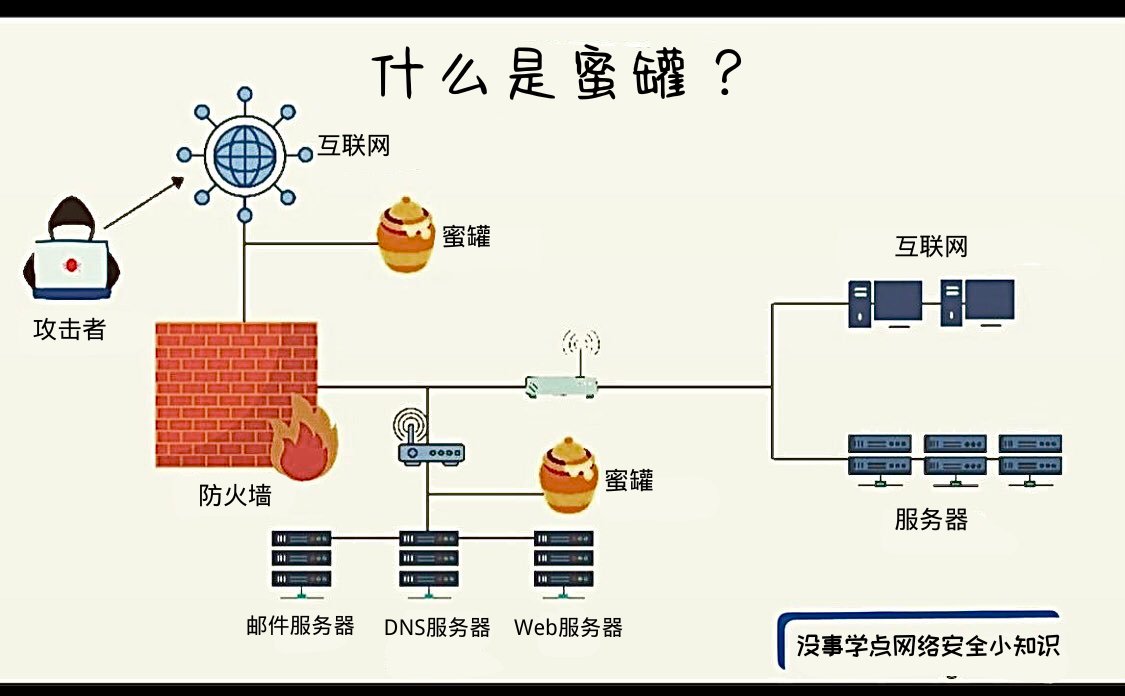 什么是蜜罐？
互联网
蜜罐
攻击者
互联网
防火墙
蜜罐
服务器
邮件服务器
DNS服务器
Web服务器
没事学点网络安全小知识